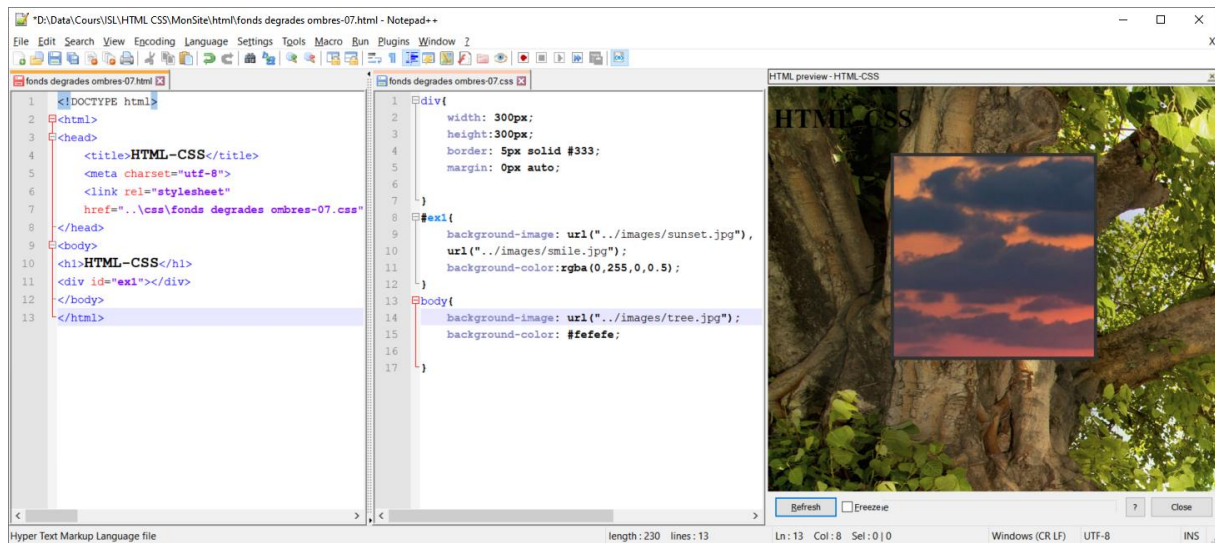 *D:\Data\Cours\ISL\HTML CSS\MonSite\html\fonds degrades ombres-07.html - Notepad++
File Edit Search View Encoding Language Settings Tools Macro Run Plugins Window ?
X
fonds degrades ombres-07.html
1 <!DOCTYPE html>
2 <html>
3 <head>
4 <title>HTML-CSS</title>
5 <meta charset="utf-8">
6 <link rel="stylesheet"
7 href="..\css\fonds degrades ombres-07.css"
8 </head>
9 <body>
10 <h1>HTML-CSS</h1>
11 <div id="ex1"></div>
12 </body>
13 </html>
fonds degrades ombres-07.css
1 div{
2 width: 300px;
3 height:300px;
4 border: 5px solid #333;
5 margin: 0px auto;
6
7 }
8 #ex1{
9 background-image: url("../images/sunset.jpg"),
10 url("../images/smile.jpg");
11 background-color:rgba(0,255,0,0.5);
12 }
13 body{
14 background-image: url("../images/tree.jpg");
15 background-color: #fefefe;
16
17 }
HTML preview - HTML-CSS
HTML-CSS
Refresh Freeze ? Close
Hyper Text Markup Language file length : 230 lines : 13 Ln : 13 Col : 8 Sel : 0 | 0 Windows (CR LF) UTF-8 INS